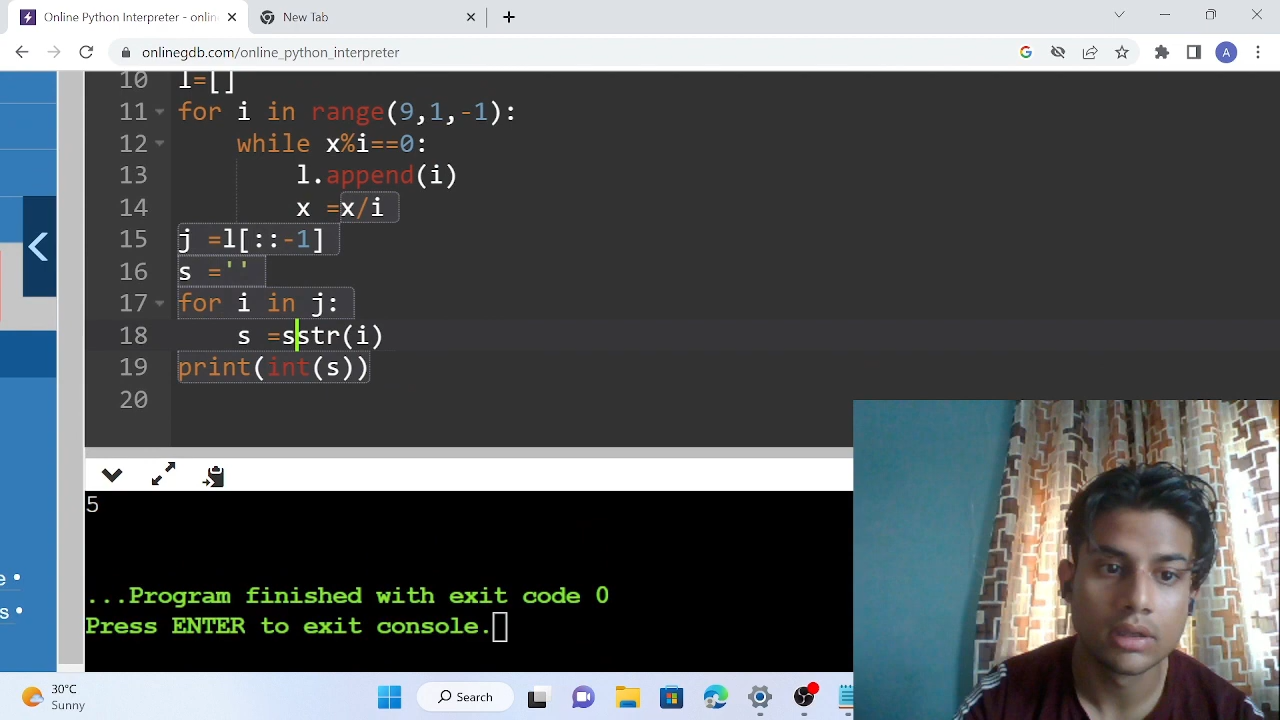 Online Python - Int
New Tab
onlinegdb.com/online_python_interpreter
A
10 l=[]
11 for i in range(9,1,-1):
12 while x%i==0:
13 l.append(i)
14 x =x/i
15 j =l[::-1]
16 s =''
17 for i in j:
18 s =sstr(i)
19 print(int(s))
20
e •
s •
5
...Program finished with exit code 0
Press ENTER to exit console.
30°C
Sunny
Search